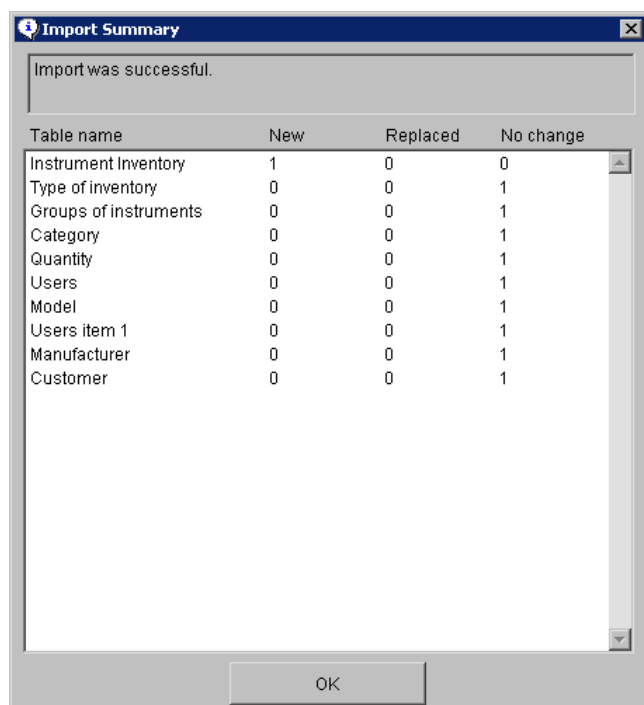 Import Summary
Import was successful.
Table name New Replaced No change
Instrument Inventory 1 0 0
Type of inventory 0 0 1
Groups of instruments 0 0 1
Category 0 0 1
Quantity 0 0 1
Users 0 0 1
Model 0 0 1
Users item 1 0 0 1
Manufacturer 0 0 1
Customer 0 0 1
OK